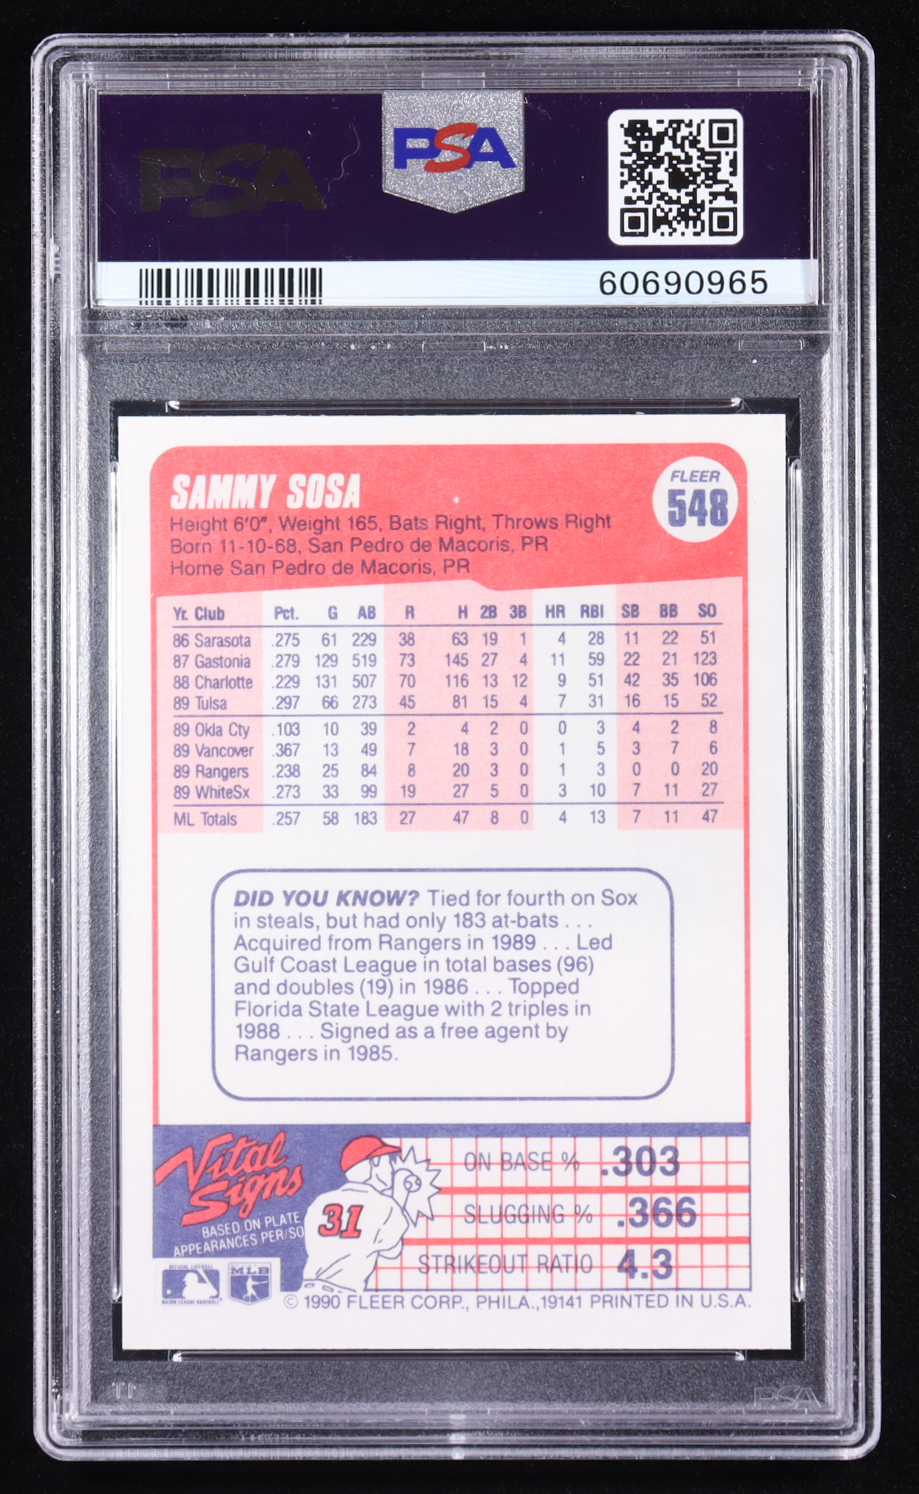 PSA PSA
60690965
SAMMY SOSA
FLEER
548
Height 6'0", Weight 165, Bats Right, Throws Right
Born 11-10-68, San Pedro de Macoris, PR
Home San Pedro de Macoris, PR
Yr. Club Pct. G AB R H 2B 3B HR RBI SB BB SO
86 Sarasota .275 61 229 38 63 19 1 4 28 11 22 51
87 Gastonia .279 129 519 73 145 27 4 11 59 22 21 123
88 Charlotte .229 131 507 70 116 13 12 9 51 42 35 106
89 Tulsa .297 66 273 45 81 15 4 7 31 16 15 52
89 Okla Cty .103 10 39 2 4 2 0 0 3 4 2 8
89 Vancover .367 13 49 7 18 3 0 1 5 3 7 6
89 Rangers .238 25 84 8 20 3 0 1 3 0 0 20
89 WhiteSx .273 33 99 19 27 5 0 3 10 7 11 27
ML Totals .257 58 183 27 47 8 0 4 13 7 11 47
DID YOU KNOW? Tied for fourth on Sox
in steals, but had only 183 at-bats . . .
Acquired from Rangers in 1989 . . . Led
Gulf Coast League in total bases (96)
and doubles (19) in 1986 . . . Topped
Florida State League with 2 triples in
1988 . . . Signed as a free agent by
Rangers in 1985.
Vital
Signs
BASED ON PLATE
APPEARANCES PER/SO
31
ON BASE % .303
SLUGGING % .366
STRIKEOUT RATIO 4.3
MLB
© 1990 FLEER CORP., PHILA.,19141 PRINTED IN U.S.A.
PSA